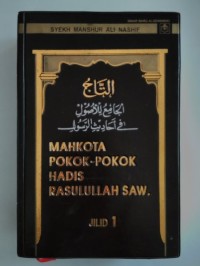 SYEKH MANSHUR ALI NASHIF
التاج
الجامع للأصول
في أحاديث الرسول
MAHKOTA
POKOK-POKOK
HADIS
RASULULLAH SAW.
JILID 1